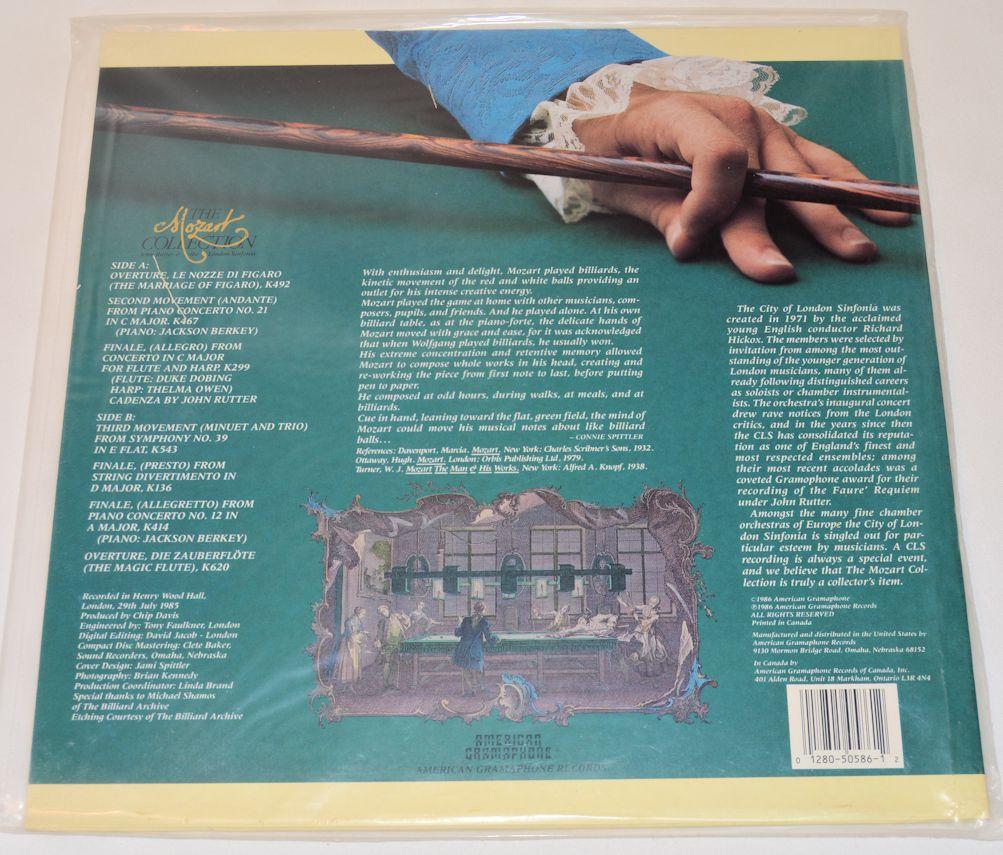 THE
Mozart
COLLECTION
John Rutter & the London Sinfonia
SIDE A:
OVERTURE, LE NOZZE DI FIGARO
(THE MARRIAGE OF FIGARO), K492
SECOND MOVEMENT (ANDANTE)
FROM PIANO CONCERTO NO. 21
IN C MAJOR, K467
(PIANO: JACKSON BERKEY)
FINALE, (ALLEGRO) FROM
CONCERTO IN C MAJOR
FOR FLUTE AND HARP, K299
(FLUTE: DUKE DOBING
HARP: THELMA OWEN)
CADENZA BY JOHN RUTTER
SIDE B:
THIRD MOVEMENT (MINUET AND TRIO)
FROM SYMPHONY NO. 39
IN E FLAT, K543
FINALE, (PRESTO) FROM
STRING DIVERTIMENTO IN
D MAJOR, K136
FINALE, (ALLEGRETTO) FROM
PIANO CONCERTO NO. 12 IN
A MAJOR, K414
(PIANO: JACKSON BERKEY)
OVERTURE, DIE ZAUBERFLÖTE
(THE MAGIC FLUTE), K620
Recorded in Henry Wood Hall,
London, 29th July 1985
Produced by Chip Davis
Engineered by: Tony Faulkner, London
Digital Editing: David Jacob - London
Compact Disc Mastering: Clete Baker,
Sound Recorders, Omaha, Nebraska
Cover Design: Jami Spittler
Photography: Brian Kennedy
Production Coordinator: Linda Brand
Special thanks to Michael Shamos
of The Billiard Archive
Etching Courtesy of The Billiard Archive
With enthusiasm and delight, Mozart played billiards, the
kinetic movement of the red and white balls providing an
outlet for his intense creative energy.
Mozart played the game at home with other musicians, com-
posers, pupils, and friends. And he played alone. At his own
billiard table, as at the piano-forte, the delicate hands of
Mozart moved with grace and ease, for it was acknowledged
that when Wolfgang played billiards, he usually won.
His extreme concentration and retentive memory allowed
Mozart to compose whole works in his head, creating and
re-working the piece from first note to last, before putting
pen to paper.
He composed at odd hours, during walks, at meals, and at
billiards.
Cue in hand, leaning toward the flat, green field, the mind of
Mozart could move his musical notes about like billiard
balls...
– CONNIE SPITTLER
References: Davenport, Marcia. Mozart, New York: Charles Scribner's Sons, 1932.
Ottaway, Hugh. Mozart. London: Orbis Publishing Ltd, 1979.
Turner, W. J. Mozart The Man & His Works, New York: Alfred A. Knopf, 1938.
AMERICAN
GRAMAPHONE
AMERICAN GRAMAPHONE RECORDS
The City of London Sinfonia was
created in 1971 by the acclaimed
young English conductor Richard
Hickox. The members were selected by
invitation from among the most out-
standing of the younger generation of
London musicians, many of them al-
ready following distinguished careers
as soloists or chamber instrumental-
ists. The orchestra's inaugural concert
drew rave notices from the London
critics, and in the years since then
the CLS has consolidated its reputa-
tion as one of England's finest and
most respected ensembles; among
their most recent accolades was a
coveted Gramophone award for their
recording of the Faure' Requiem
under John Rutter.
Amongst the many fine chamber
orchestras of Europe the City of Lon-
don Sinfonia is singled out for par-
ticular esteem by musicians. A CLS
recording is always a special event,
and we believe that The Mozart Col-
lection is truly a collector's item.
©1986 American Gramaphone
℗1986 American Gramaphone Records
ALL RIGHTS RESERVED
Printed in Canada
Manufactured and distributed in the United States by
American Gramaphone Records
9130 Mormon Bridge Road, Omaha, Nebraska 68152
In Canada by
American Gramaphone Records of Canada, Inc.
401 Alden Road, Unit 18 Markham, Ontario L3R 4N4
0 1280-50586-1 2